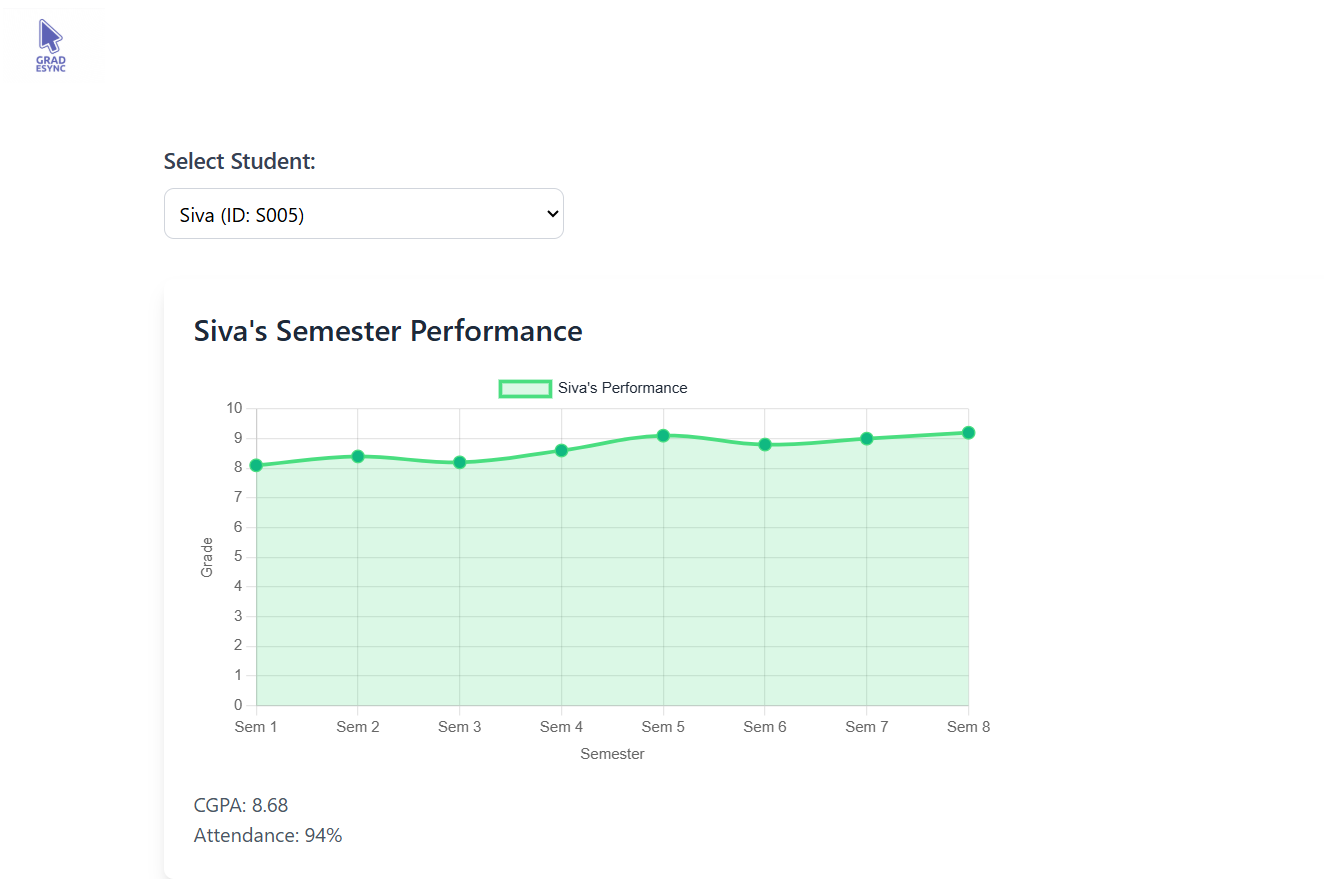 GRAD
ESYNC
Select Student:
Siva (ID: S005)
Siva's Semester Performance
Siva's Performance
10
9
8
7
6
5
4
3
2
1
0
Grade
Sem 1 Sem 2 Sem 3 Sem 4 Sem 5 Sem 6 Sem 7 Sem 8
Semester
CGPA: 8.68
Attendance: 94%